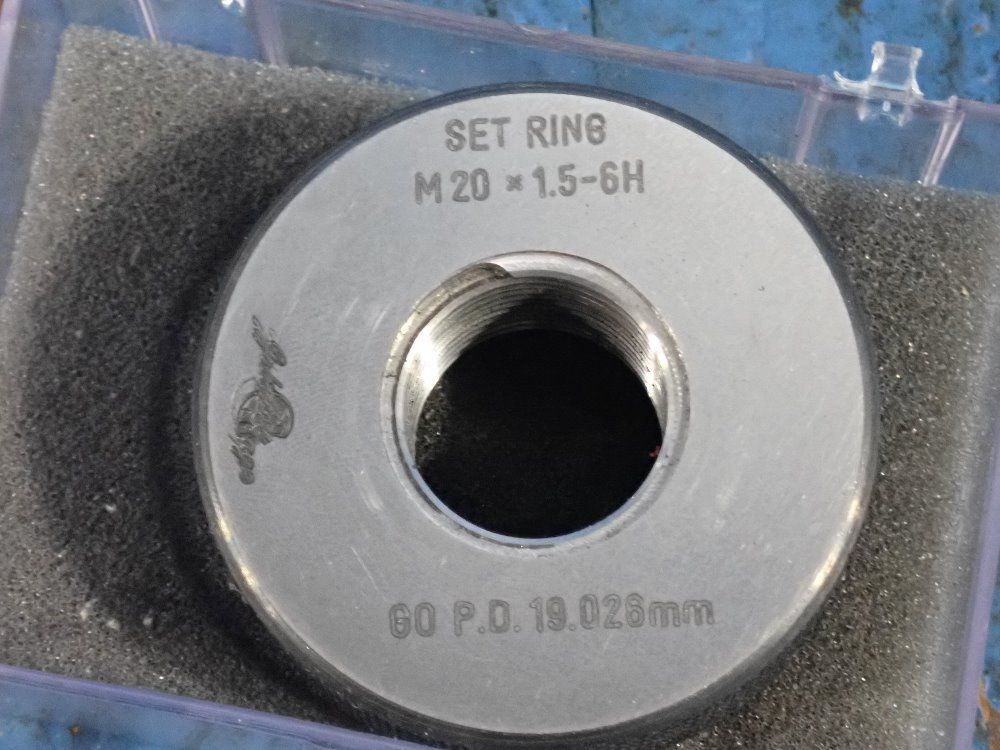 SET RING
M 20 × 1.5-6H
GO P.D. 19.026mm